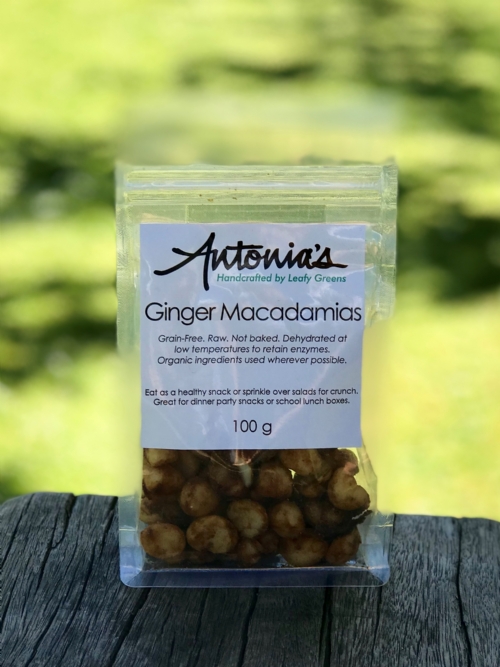 Antonia's
Handcrafted by Leafy Greens
Ginger Macadamias
Grain-Free. Raw. Not baked. Dehydrated at
low temperatures to retain enzymes.
Organic ingredients used wherever possible.
Eat as a healthy snack or sprinkle over salads for crunch.
Great for dinner party snacks or school lunch boxes.
100 g